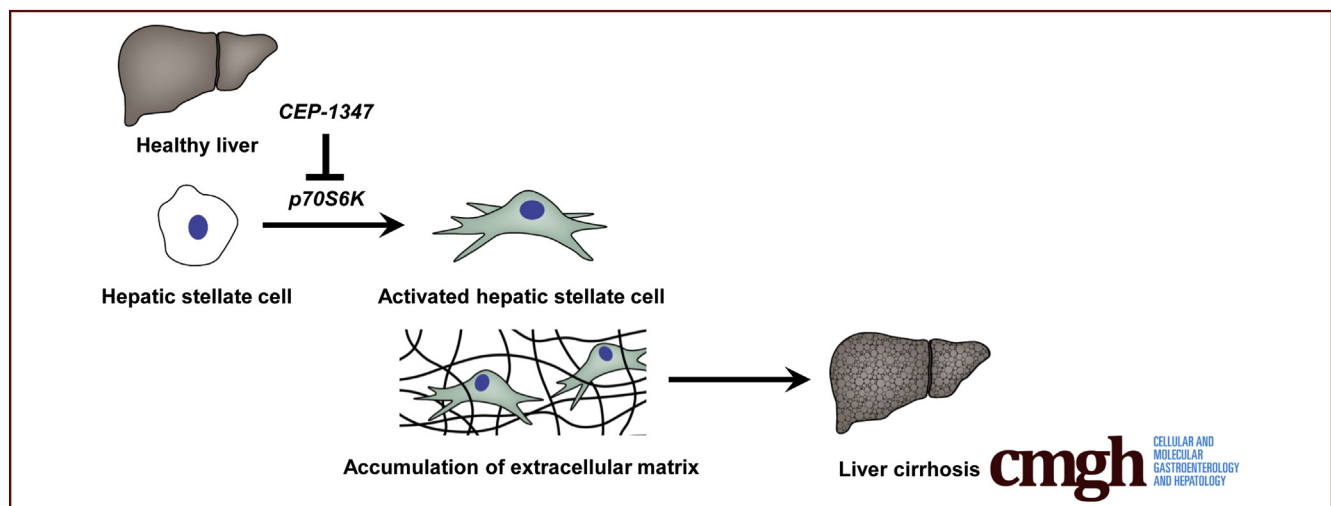 CEP-1347
Healthy liver
p70S6K
Hepatic stellate cell
Activated hepatic stellate cell
Accumulation of extracellular matrix
Liver cirrhosis
cmgh
CELLULAR AND
MOLECULAR
GASTROENTEROLOGY
AND HEPATOLOGY